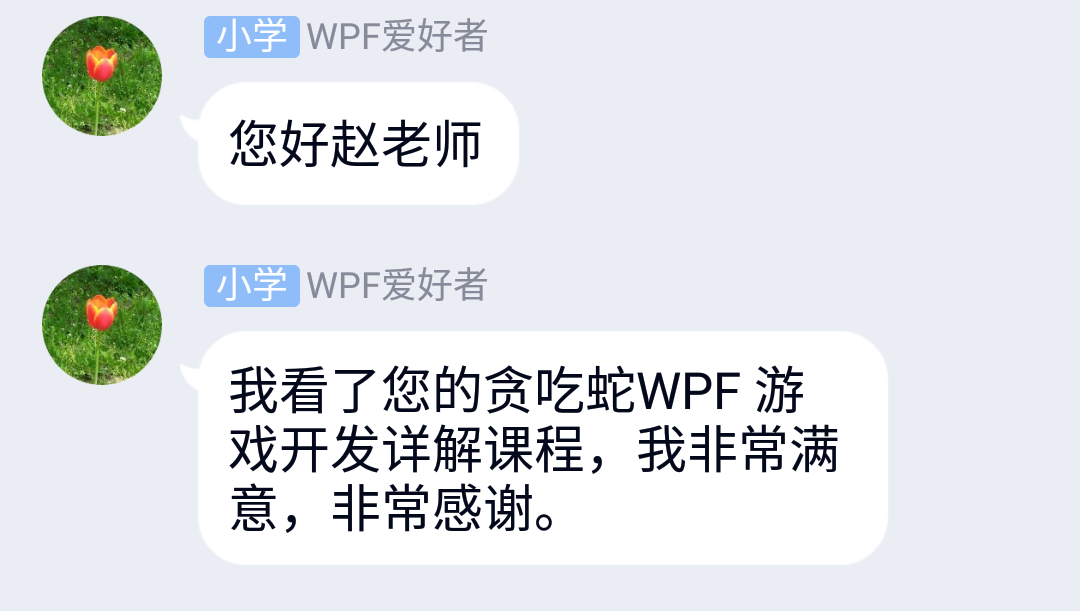 小学 WPF爱好者
您好赵老师
小学 WPF爱好者
我看了您的贪吃蛇WPF 游
戏开发详解课程，我非常满
意，非常感谢。